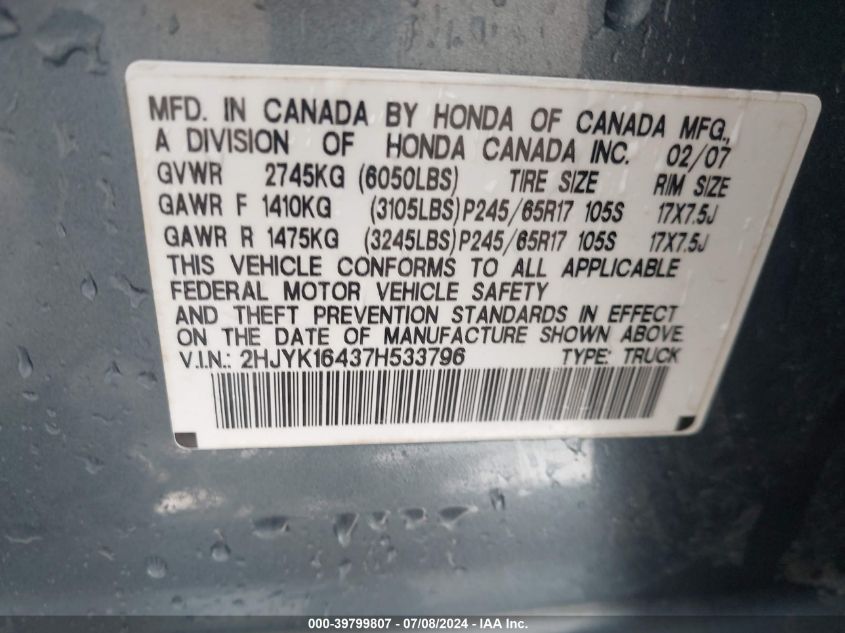 MFD. IN CANADA BY HONDA OF CANADA MFG.,
A DIVISION OF HONDA CANADA INC. 02/07
GVWR 2745KG (6050LBS) TIRE SIZE RIM SIZE
GAWR F 1410KG (3105LBS) P245/65R17 105S 17X7.5J
GAWR R 1475KG (3245LBS) P245/65R17 105S 17X7.5J
THIS VEHICLE CONFORMS TO ALL APPLICABLE
FEDERAL MOTOR VEHICLE SAFETY
AND THEFT PREVENTION STANDARDS IN EFFECT
ON THE DATE OF MANUFACTURE SHOWN ABOVE.
V.I.N.: 2HJYK16437H533796 TYPE: TRUCK
000-39799807 - 07/08/2024 - IAA Inc.